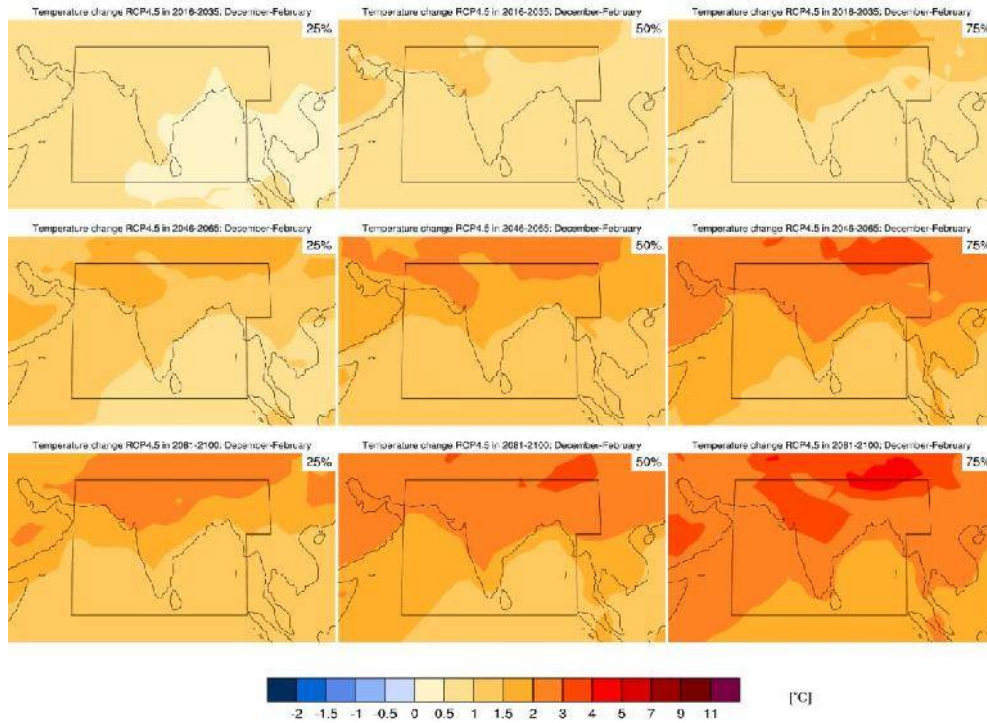 Temperature change RCP4.5 in 2016-2035: December-February
25%
Temperature change RCP4.5 in 2016-2035: December-February
50%
Temperature change RCP4.5 in 2016-2035: December-February
75%
Temperature change RCP4.5 in 2046-2065: December-February
25%
Temperature change RCP4.5 in 2046-2065: December-February
50%
Temperature change RCP4.5 in 2046-2065: December-February
75%
Temperature change RCP4.5 in 2081-2100: December-February
25%
Temperature change RCP4.5 in 2081-2100: December-February
50%
Temperature change RCP4.5 in 2081-2100: December-February
75%
-2 -1.5 -1 -0.5 0 0.5 1 1.5 2 3 4 5 7 9 11 [°C]